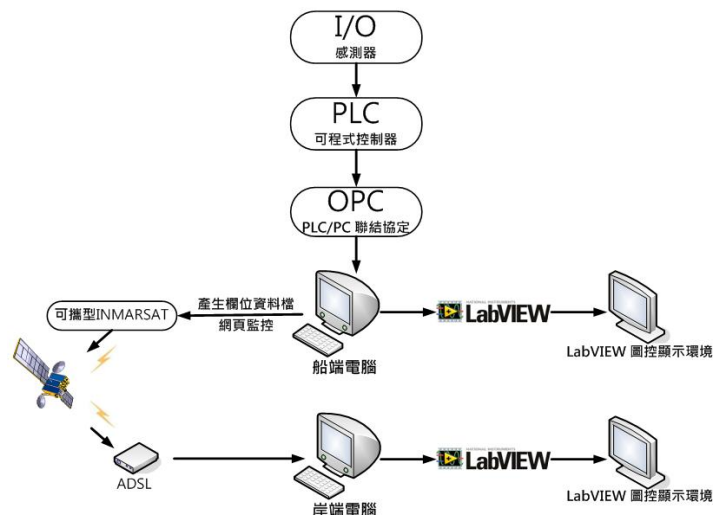 I/O
感測器
PLC
可程式控制器
OPC
PLC/PC 聯結協定
可攜型INMARSAT
產生欄位資料檔
網頁監控
船端電腦
LabVIEW
LabVIEW 圖控顯示環境
ADSL
岸端電腦
LabVIEW
LabVIEW 圖控顯示環境